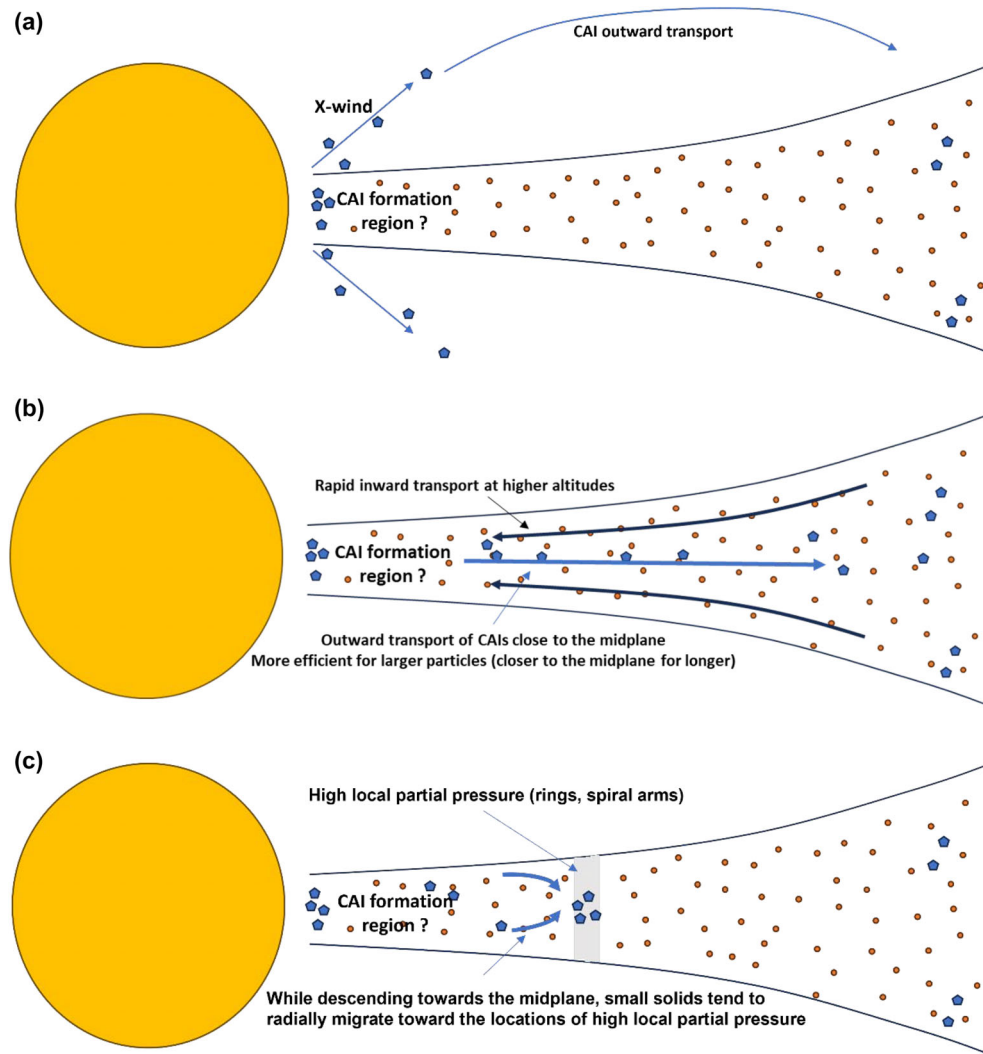 (a)
CAI outward transport
X-wind
CAI formation
region ?
(b)
Rapid inward transport at higher altitudes
CAI formation
region ?
Outward transport of CAIs close to the midplane
More efficient for larger particles (closer to the midplane for longer)
(c)
High local partial pressure (rings, spiral arms)
CAI formation
region ?
While descending towards the midplane, small solids tend to
radially migrate toward the locations of high local partial pressure